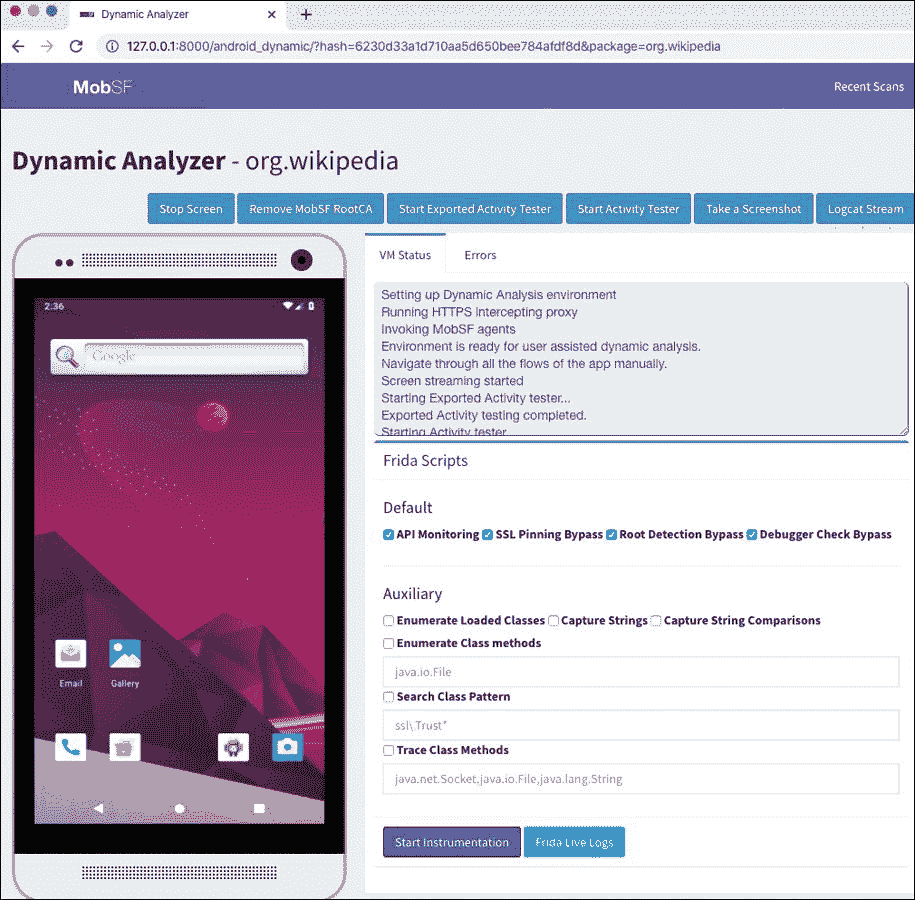 Dynamic Analyzer
127.0.0.1:8000/android_dynamic/?hash=6230d33a1d710aa5d650bee784afdf8d&package=org.wikipedia
MobSF
Recent Scans
Dynamic Analyzer - org.wikipedia
Stop Screen Remove MobSF RootCA Start Exported Activity Tester Start Activity Tester Take a Screenshot Logcat Stream
VM Status Errors
Setting up Dynamic Analysis environment
Running HTTPS intercepting proxy
Invoking MobSF agents
Environment is ready for user assisted dynamic analysis.
Navigate through all the flows of the app manually.
Screen streaming started
Starting Exported Activity tester...
Exported Activity testing completed.
Starting Activity tester
2:36
Google
Email Gallery
Frida Scripts
Default
API Monitoring SSL Pinning Bypass Root Detection Bypass Debugger Check Bypass
Auxiliary
Enumerate Loaded Classes Capture Strings Capture String Comparisons
Enumerate Class methods
java.io.File
Search Class Pattern
ssl\.Trust*
Trace Class Methods
java.net.Socket,java.io.File,java.lang.String
Start Instrumentation Frida Live Logs